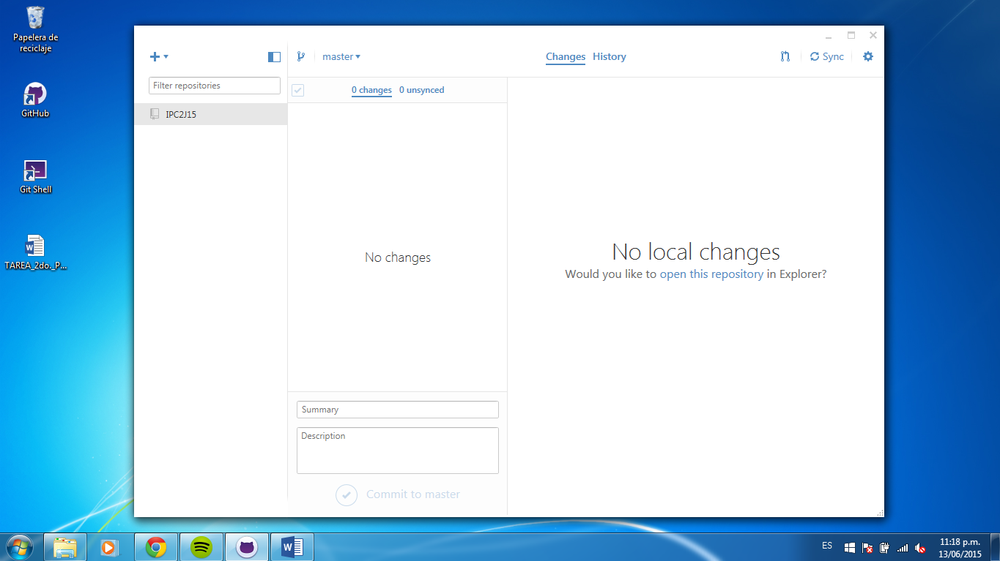 Papelera de
reciclaje
GitHub
Git Shell
TAREA_2do._P...
master
Changes History
Sync
Filter repositories
0 changes 0 unsynced
IPC2J15
No changes
No local changes
Would you like to open this repository in Explorer?
Summary
Description
Commit to master
ES
11:18 p.m.
13/06/2015